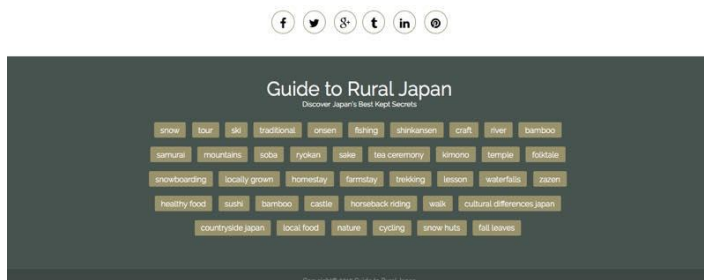 Guide to Rural Japan
Discover Japan's Best Kept Secrets
snow tour ski traditional onsen fishing shinkansen craft river bamboo
samurai mountains soba ryokan sake tea ceremony kimono temple folktale
snowboarding locally grown homestay farmstay trekking lesson waterfalls zazen
healthy food sushi bamboo castle horseback riding walk cultural differences japan
countryside japan local food nature cycling snow huts fall leaves